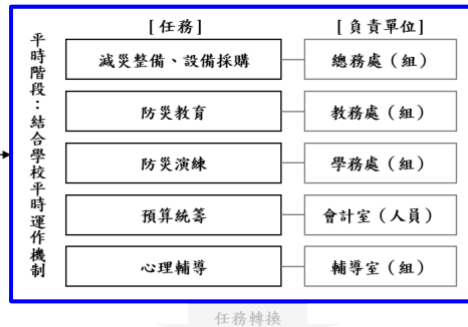 平時階段：結合學校平時運作機制
[任務] [負責單位]
減災整備、設備採購 總務處（組）
防災教育 教務處（組）
防災演練 學務處（組）
預算統籌 會計室（人員）
心理輔導 輔導室（組）
任務轉換